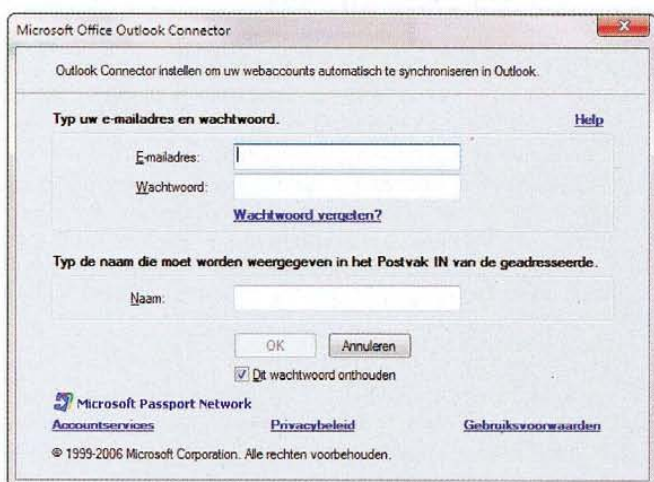 Microsoft Office Outlook Connector
Outlook Connector instellen om uw webaccounts automatisch te synchroniseren in Outlook.
Typ uw e-mailadres en wachtwoord. Help
E-mailadres:
Wachtwoord:
Wachtwoord vergeten?
Typ de naam die moet worden weergegeven in het Postvak IN van de geadresseerde.
Naam:
OK Annuleren
Dit wachtwoord onthouden
Microsoft Passport Network
Accountservices Privacybeleid Gebruiksvoorwaarden
© 1999-2006 Microsoft Corporation. Alle rechten voorbehouden.